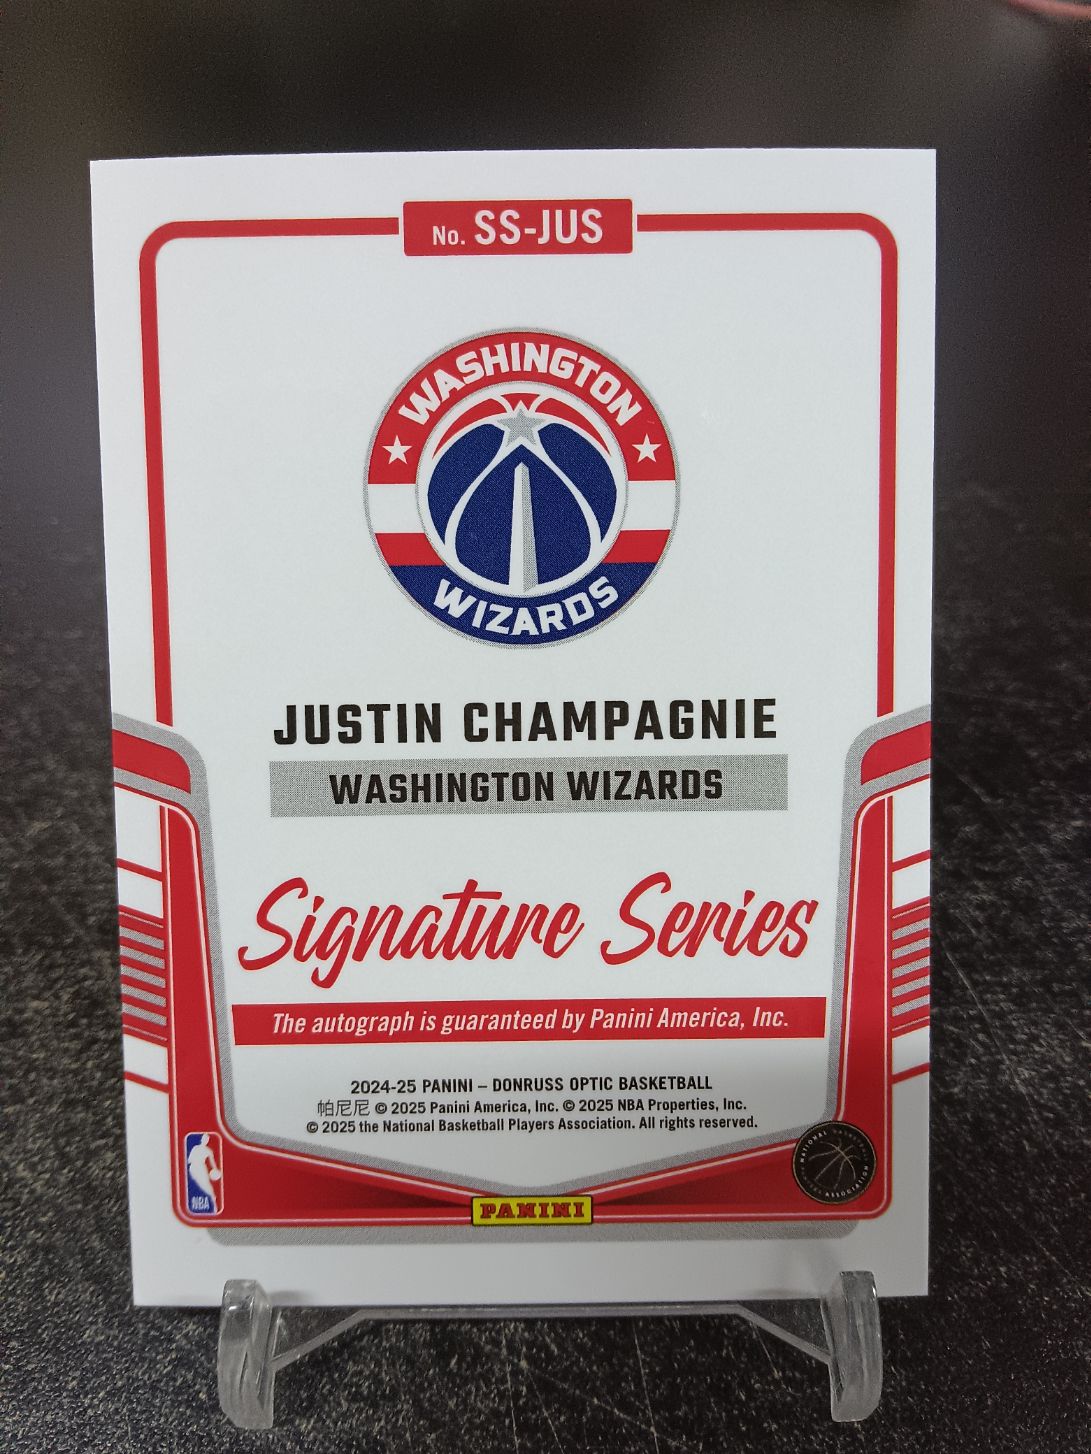 No. SS-JUS
WASHINGTON
WIZARDS
JUSTIN CHAMPAGNIE
WASHINGTON WIZARDS
Signature Series
The autograph is guaranteed by Panini America, Inc.
2024-25 PANINI – DONRUSS OPTIC BASKETBALL
帕尼尼 © 2025 Panini America, Inc. © 2025 NBA Properties, Inc.
© 2025 the National Basketball Players Association. All rights reserved.
NBA
PANINI
NATIONAL
ASSOCIATION